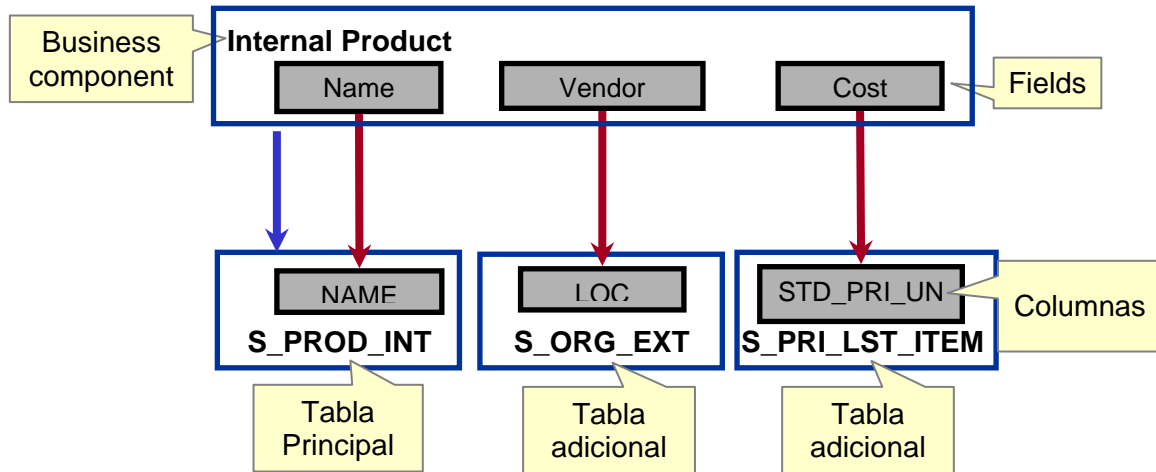 Business
component
Internal Product
Name
Vendor
Cost
Fields
NAME
LOC
STD_PRI_UN
Columnas
S_PROD_INT
S_ORG_EXT
S_PRI_LST_ITEM
Tabla
Principal
Tabla
adicional
Tabla
adicional